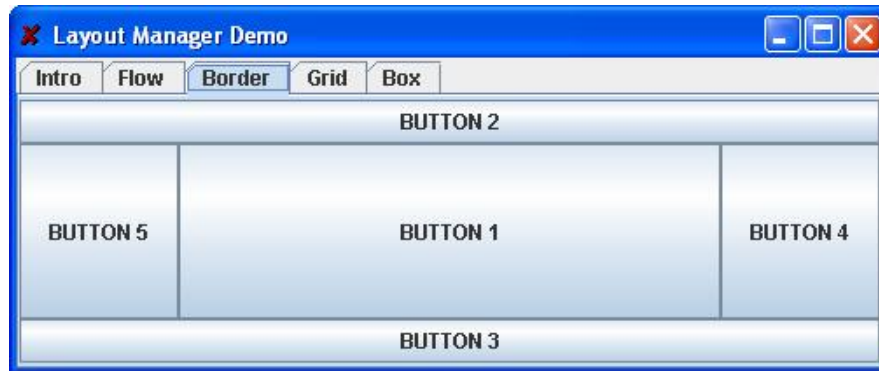 Layout Manager Demo
Intro Flow Border Grid Box
BUTTON 2
BUTTON 5 BUTTON 1 BUTTON 4
BUTTON 3